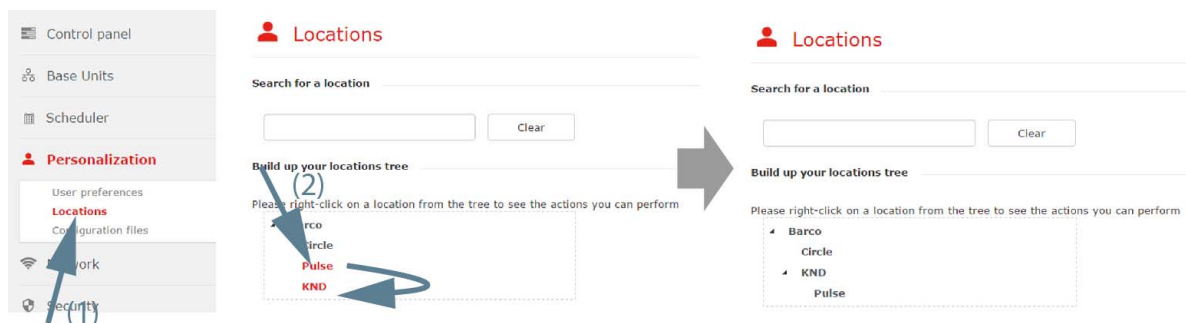 Control panel
Base Units
Scheduler
Personalization
User preferences
Locations
Configuration files
Network
Security
(1)
Locations
Search for a location
Clear
Build up your locations tree
(2)
Please right-click on a location from the tree to see the actions you can perform
Barco
Circle
Pulse
KND
Locations
Search for a location
Clear
Build up your locations tree
Please right-click on a location from the tree to see the actions you can perform
Barco
Circle
KND
Pulse